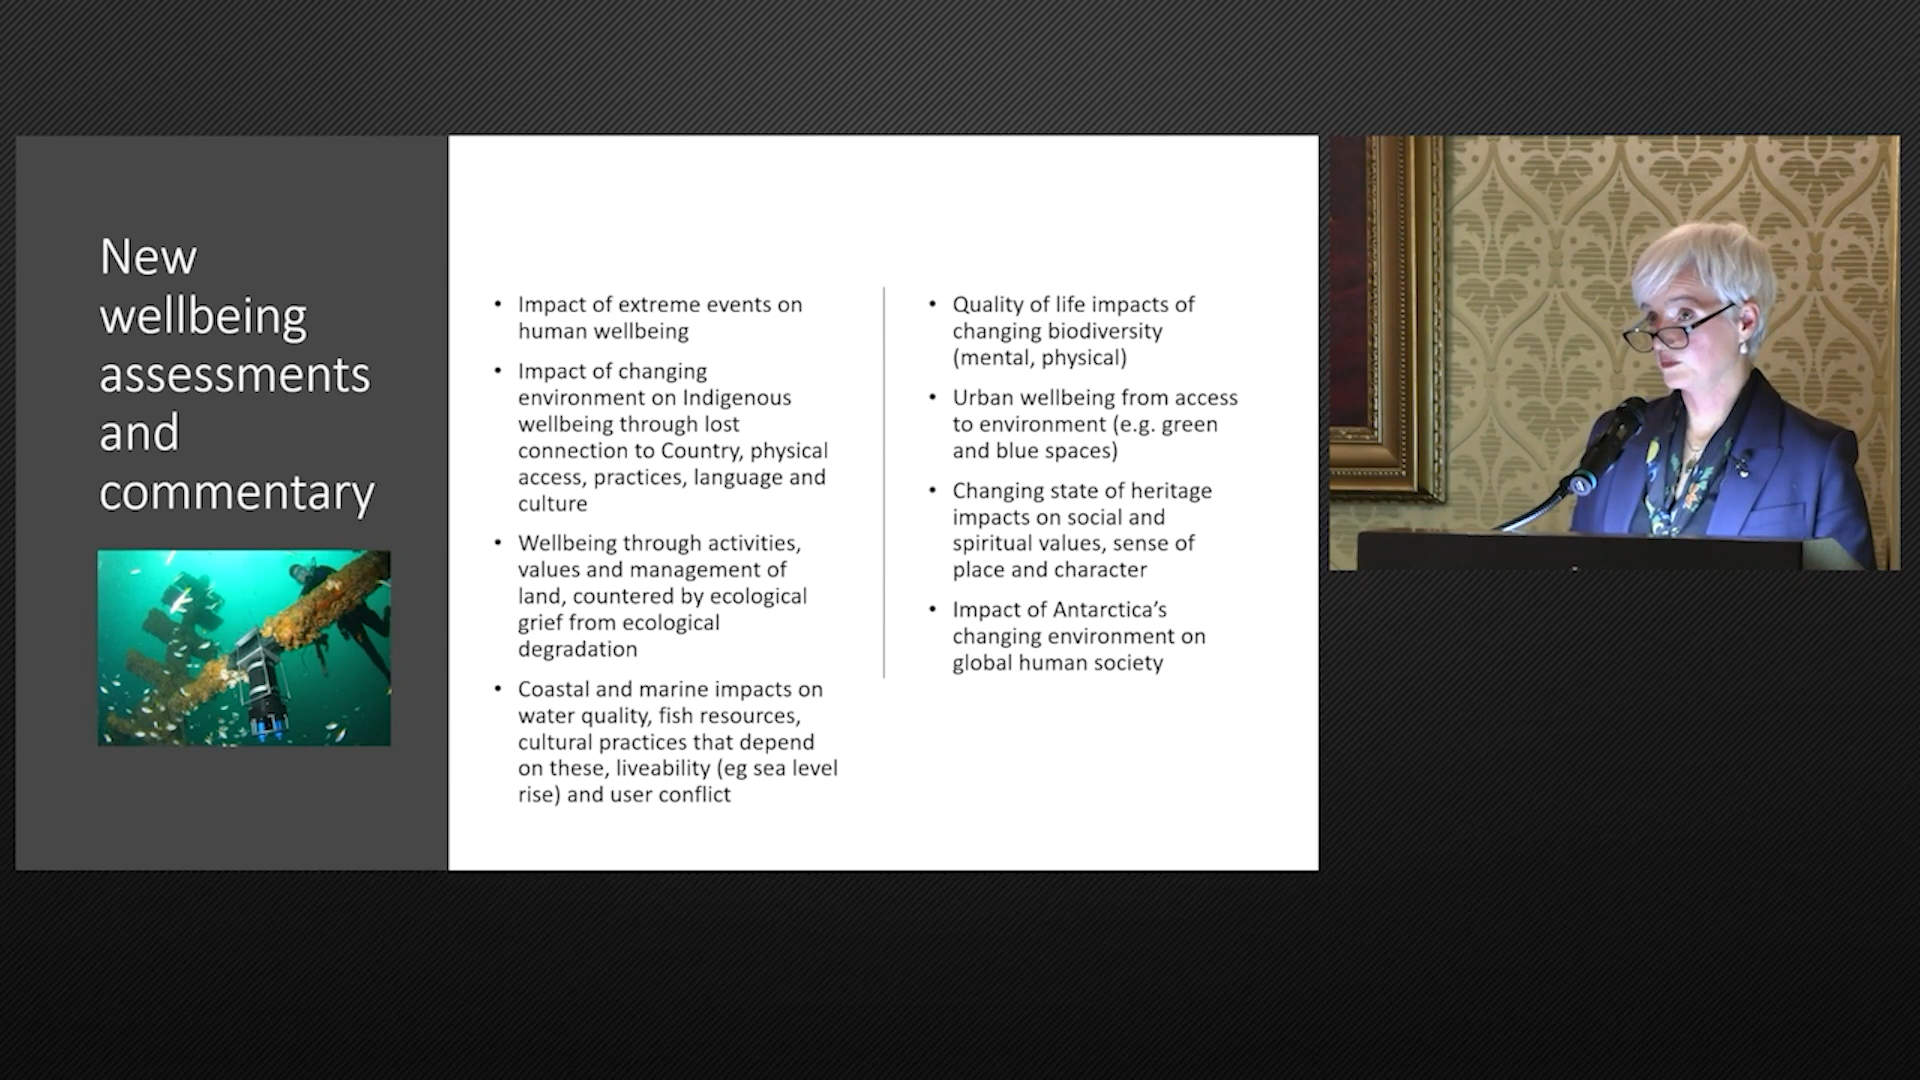 New
wellbeing
assessments
and
commentary
• Impact of extreme events on
human wellbeing
• Impact of changing
environment on Indigenous
wellbeing through lost
connection to Country, physical
access, practices, language and
culture
• Wellbeing through activities,
values and management of
land, countered by ecological
grief from ecological
degradation
• Coastal and marine impacts on
water quality, fish resources,
cultural practices that depend
on these, liveability (eg sea level
rise) and user conflict
• Quality of life impacts of
changing biodiversity
(mental, physical)
• Urban wellbeing from access
to environment (e.g. green
and blue spaces)
• Changing state of heritage
impacts on social and
spiritual values, sense of
place and character
• Impact of Antarctica’s
changing environment on
global human society